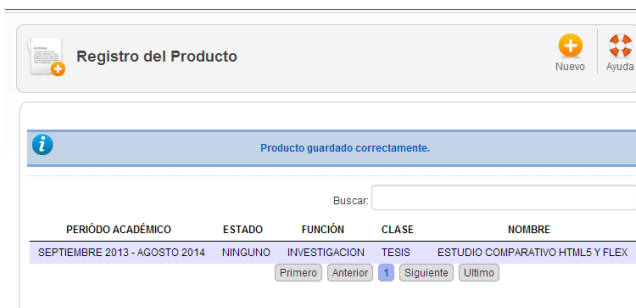 Registro del Producto
Nuevo
Ayuda
Producto guardado correctamente.
Buscar:
PERIÓDO ACADÉMICO ESTADO FUNCIÓN CLASE NOMBRE
SEPTIEMBRE 2013 - AGOSTO 2014 NINGUNO INVESTIGACION TESIS ESTUDIO COMPARATIVO HTML5 Y FLEX
Primero Anterior 1 Siguiente Ultimo